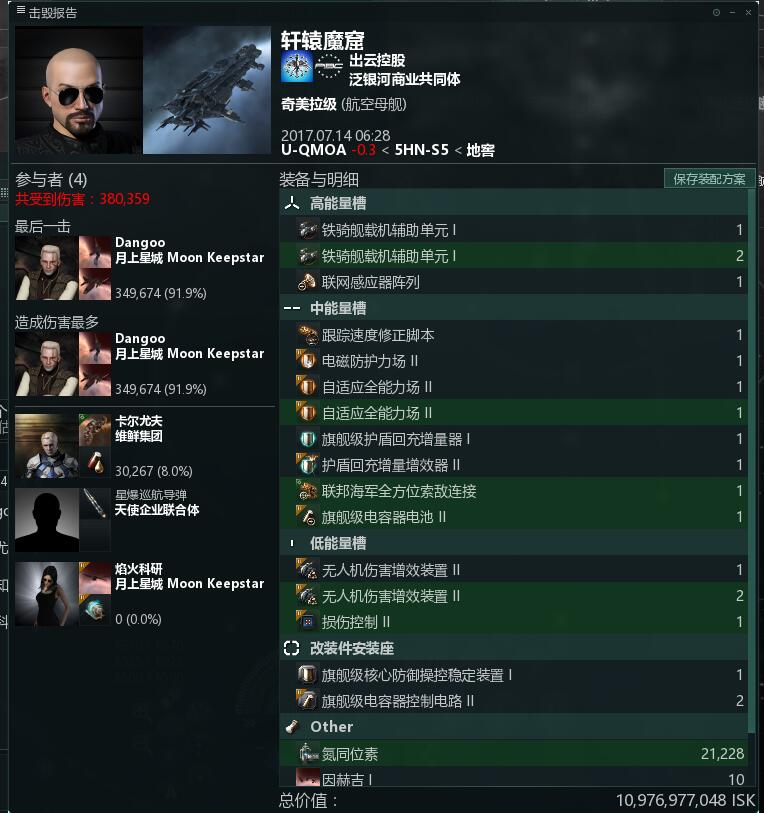 击毁报告
轩辕魔窟
出云控股
泛银河商业共同体
奇美拉级 (航空母舰)
2017.07.14 06:28
U-QMOA -0.3 < 5HN-S5 < 地窖
参与者 (4)
共受到伤害：380,359
最后一击
Dangoo
月上星城 Moon Keepstar
349,674 (91.9%)
造成伤害最多
Dangoo
月上星城 Moon Keepstar
349,674 (91.9%)
卡尔尤夫
维鲜集团
30,267 (8.0%)
星爆巡航导弹
天使企业联合体
焰火科研
月上星城 Moon Keepstar
0 (0.0%)
装备与明细
保存装配方案
高能量槽
铁骑舰载机辅助单元 I 1
铁骑舰载机辅助单元 I 2
联网感应器阵列 1
中能量槽
跟踪速度修正脚本 1
电磁防护力场 II 1
自适应全能力场 II 1
自适应全能力场 II 1
旗舰级护盾回充增量器 I 1
护盾回充增量增效器 II 1
联邦海军全方位索敌连接 1
旗舰级电容器电池 II 1
低能量槽
无人机伤害增效装置 II 1
无人机伤害增效装置 II 2
损伤控制 II 1
改装件安装座
旗舰级核心防御操控稳定装置 I 1
旗舰级电容器控制电路 II 2
Other
氮同位素 21,228
因赫吉 I 10
总价值： 10,976,977,048 ISK